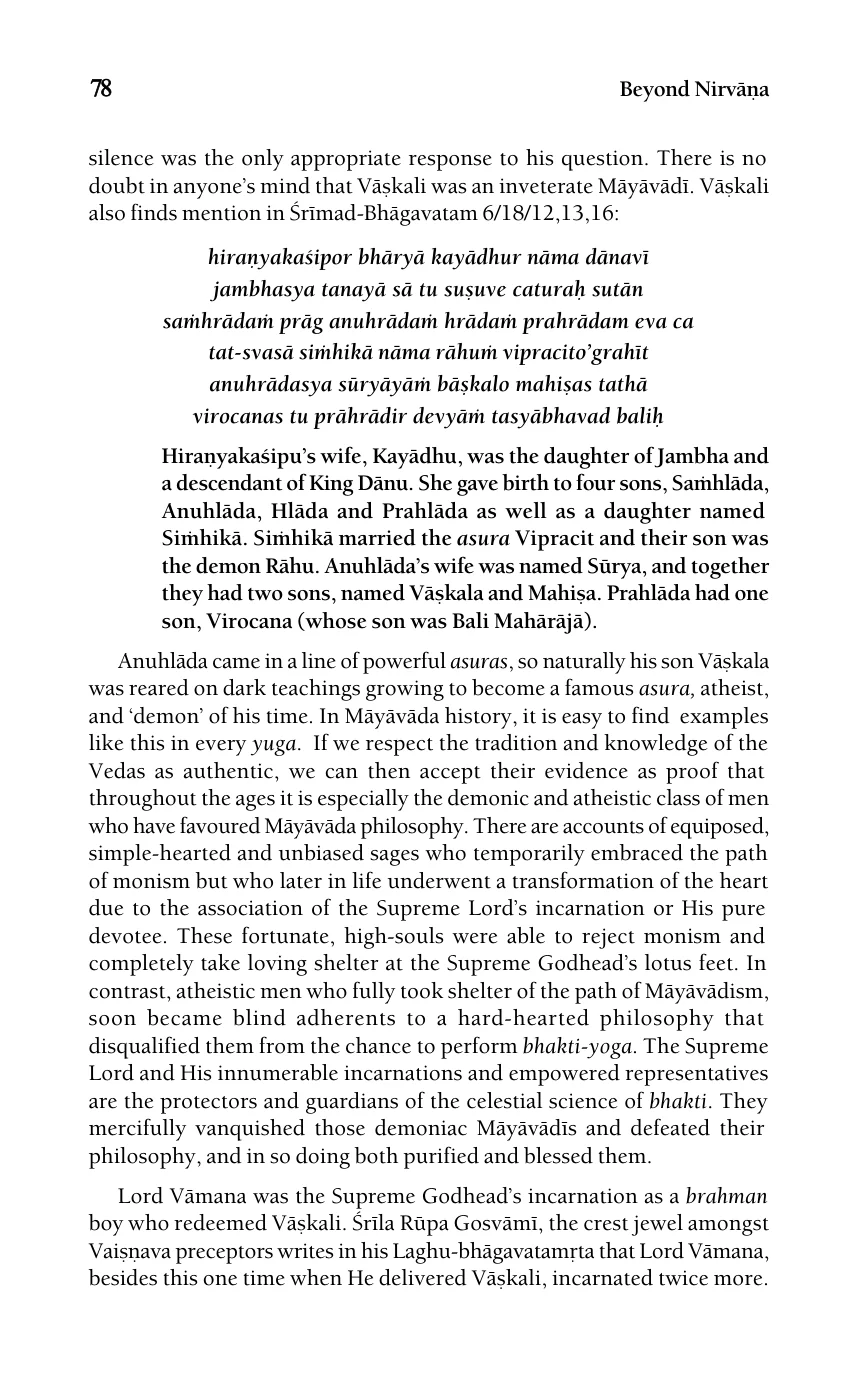 78
Beyond Nirvāṇa
silence was the only appropriate response to his question. There is no
doubt in anyone’s mind that Vāṣkali was an inveterate Māyāvādī. Vāṣkali
also finds mention in Śrīmad-Bhāgavatam 6/18/12,13,16:
hiraṇyakaśipor bhāryā kayādhur nāma dānavī
jambhasya tanayā sā tu suṣuve caturaḥ sutān
saṁhrādaṁ prāg anuhrādaṁ hrādaṁ prahrādam eva ca
tat-svasā siṁhikā nāma rāhuṁ vipracito’grahīt
anuhrādasya sūryāyāṁ bāṣkalo mahiṣas tathā
virocanas tu prāhrādir devyāṁ tasyābhavad baliḥ
Hiraṇyakaśipu’s wife, Kayādhu, was the daughter of Jambha and
a descendant of King Dānu. She gave birth to four sons, Saṁhlāda,
Anuhlāda, Hlāda and Prahlāda as well as a daughter named
Siṁhikā. Siṁhikā married the asura Vipracit and their son was
the demon Rāhu. Anuhlāda’s wife was named Sūrya, and together
they had two sons, named Vāṣkala and Mahiṣa. Prahlāda had one
son, Virocana (whose son was Bali Mahārājā).
Anuhlāda came in a line of powerful asuras, so naturally his son Vāṣkala
was reared on dark teachings growing to become a famous asura, atheist,
and ‘demon’ of his time. In Māyāvāda history, it is easy to find examples
like this in every yuga. If we respect the tradition and knowledge of the
Vedas as authentic, we can then accept their evidence as proof that
throughout the ages it is especially the demonic and atheistic class of men
who have favoured Māyāvāda philosophy. There are accounts of equiposed,
simple-hearted and unbiased sages who temporarily embraced the path
of monism but who later in life underwent a transformation of the heart
due to the association of the Supreme Lord’s incarnation or His pure
devotee. These fortunate, high-souls were able to reject monism and
completely take loving shelter at the Supreme Godhead’s lotus feet. In
contrast, atheistic men who fully took shelter of the path of Māyāvādism,
soon became blind adherents to a hard-hearted philosophy that
disqualified them from the chance to perform bhakti-yoga. The Supreme
Lord and His innumerable incarnations and empowered representatives
are the protectors and guardians of the celestial science of bhakti. They
mercifully vanquished those demoniac Māyāvādīs and defeated their
philosophy, and in so doing both purified and blessed them.
Lord Vāmana was the Supreme Godhead’s incarnation as a brahman
boy who redeemed Vāṣkali. Śrīla Rūpa Gosvāmī, the crest jewel amongst
Vaiṣṇava preceptors writes in his Laghu-bhāgavatamṛta that Lord Vāmana,
besides this one time when He delivered Vāṣkali, incarnated twice more.